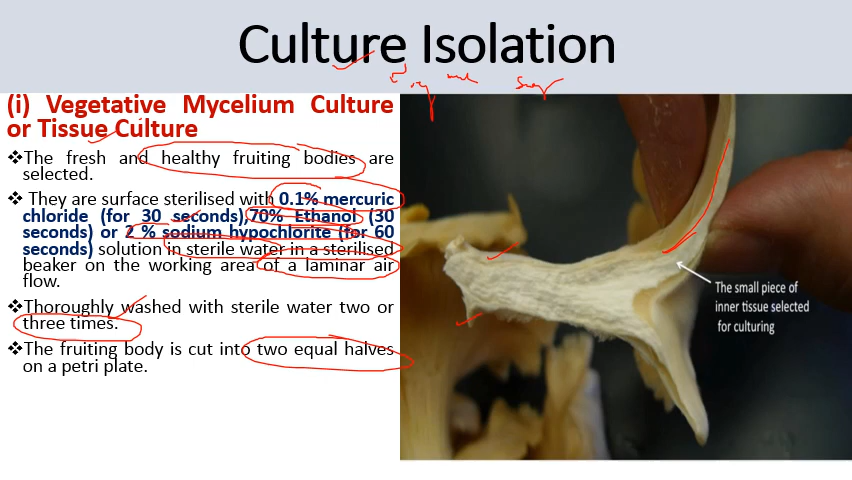 Culture Isolation
(i) Vegetative Mycelium Culture
or Tissue Culture
❖The fresh and healthy fruiting bodies are
selected.
❖ They are surface sterilised with 0.1% mercuric
chloride (for 30 seconds),70% Ethanol (30
seconds) or 2 % sodium hypochlorite (for 60
seconds) solution in sterile water in a sterilised
beaker on the working area of a laminar air
flow.
❖Thoroughly washed with sterile water two or
three times.
❖The fruiting body is cut into two equal halves
on a petri plate.
The small piece of
inner tissue selected
for culturing